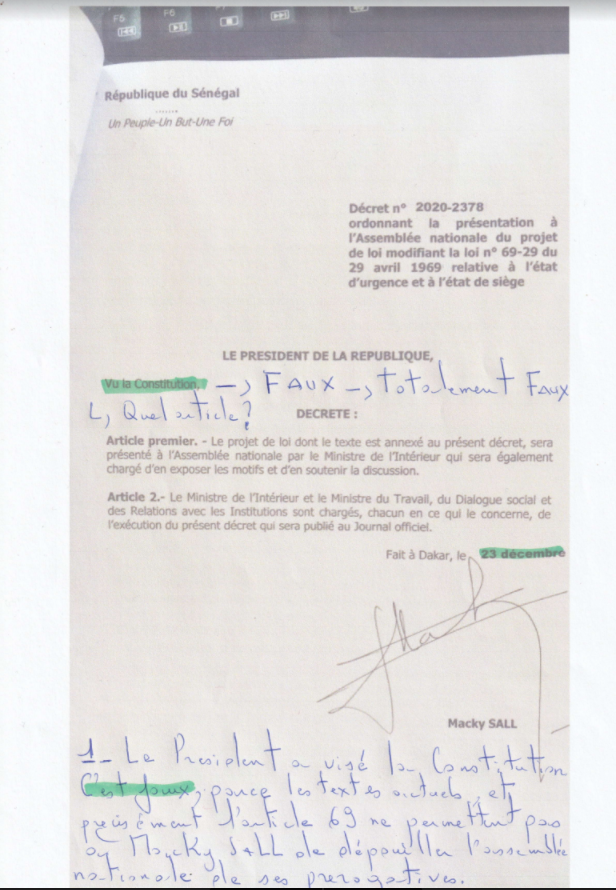 F5
F6
République du Sénégal
Un Peuple-Un But-Une Foi
Décret n° 2020-2378
ordonnant la présentation à
l'Assemblée nationale du projet
de loi modifiant la loi n° 69-29 du
29 avril 1969 relative à l'état
d'urgence et à l'état de siège
LE PRESIDENT DE LA REPUBLIQUE,
Vu la Constitution, —> FAUX —> totalement FAUX
L, Quel article?
DECRETE :
Article premier. - Le projet de loi dont le texte est annexé au présent décret, sera
présenté à l'Assemblée nationale par le Ministre de l'Intérieur qui sera également
chargé d'en exposer les motifs et d'en soutenir la discussion.
Article 2.- Le Ministre de l'Intérieur et le Ministre du Travail, du Dialogue social et
des Relations avec les Institutions sont chargés, chacun en ce qui le concerne, de
l'exécution du présent décret qui sera publié au Journal officiel.
Fait à Dakar, le 23 décembre
Macky SALL
1_ Le President a visé la Constitution
C'est faux, parce les textes actuels, et
précisément l'article 69 ne permettent pas
au Macky SALL de dépouiller l'assemblée
nationale de ses prerogatives.